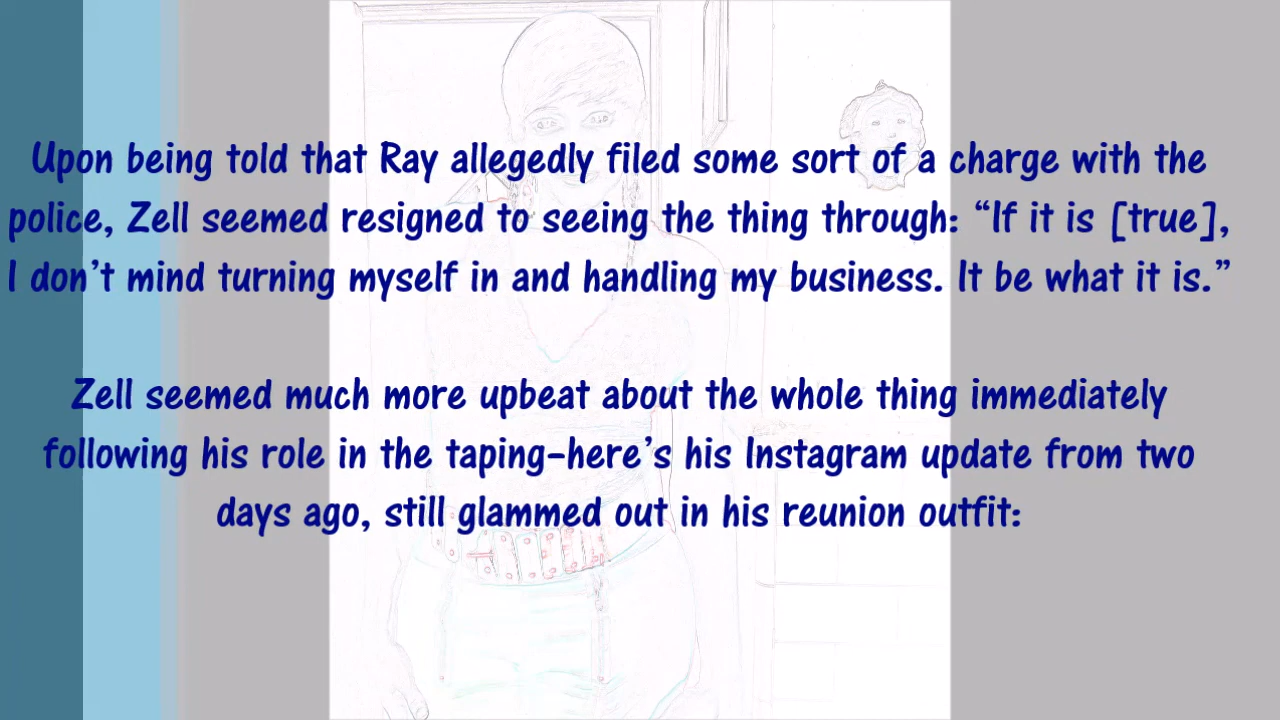 Upon being told that Ray allegedly filed some sort of a charge with the
police, Zell seemed resigned to seeing the thing through: “If it is [true],
I don’t mind turning myself in and handling my business. It be what it is.”
Zell seemed much more upbeat about the whole thing immediately
following his role in the taping–here’s his Instagram update from two
days ago, still glammed out in his reunion outfit: